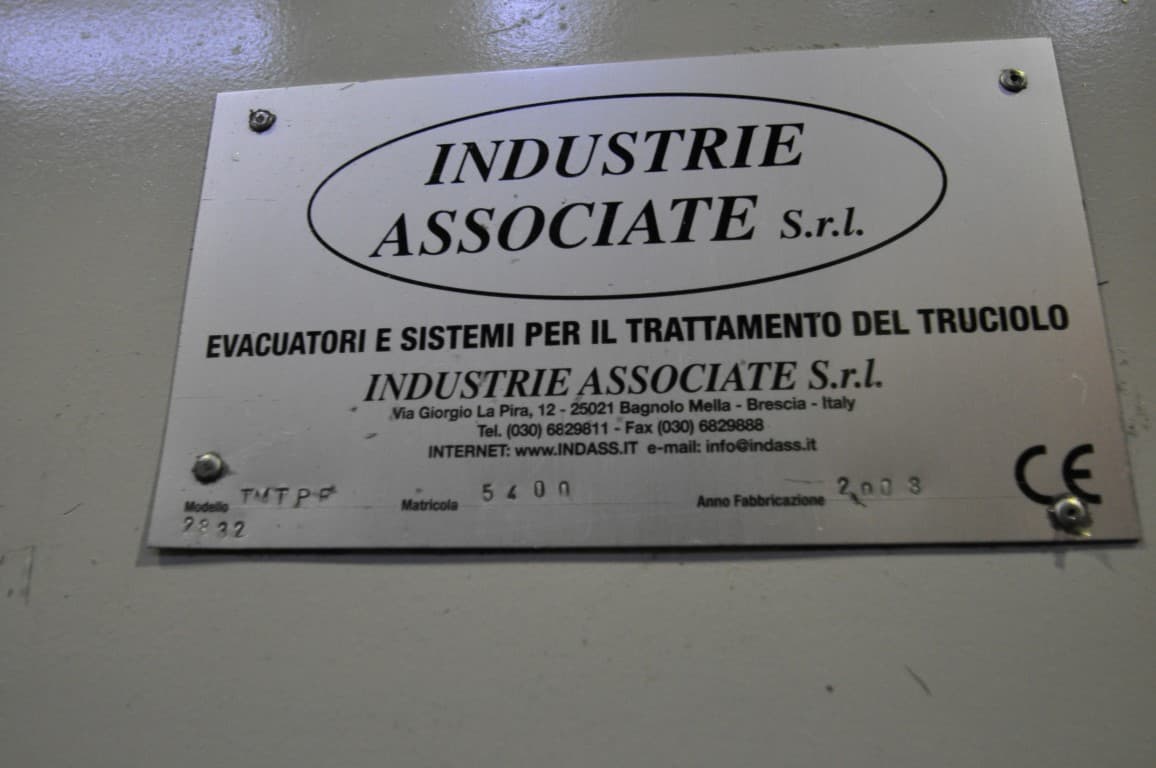 INDUSTRIE
ASSOCIATE S.r.l.
EVACUATORI E SISTEMI PER IL TRATTAMENTO DEL TRUCIOLO
INDUSTRIE ASSOCIATE S.r.l.
Via Giorgio La Pira, 12 - 25021 Bagnolo Mella - Brescia - Italy
Tel. (030) 6829811 - Fax (030) 6829888
INTERNET: www.INDASS.IT e-mail: info@indass.it
Modello Matricola 5400 Anno Fabbricazione CE